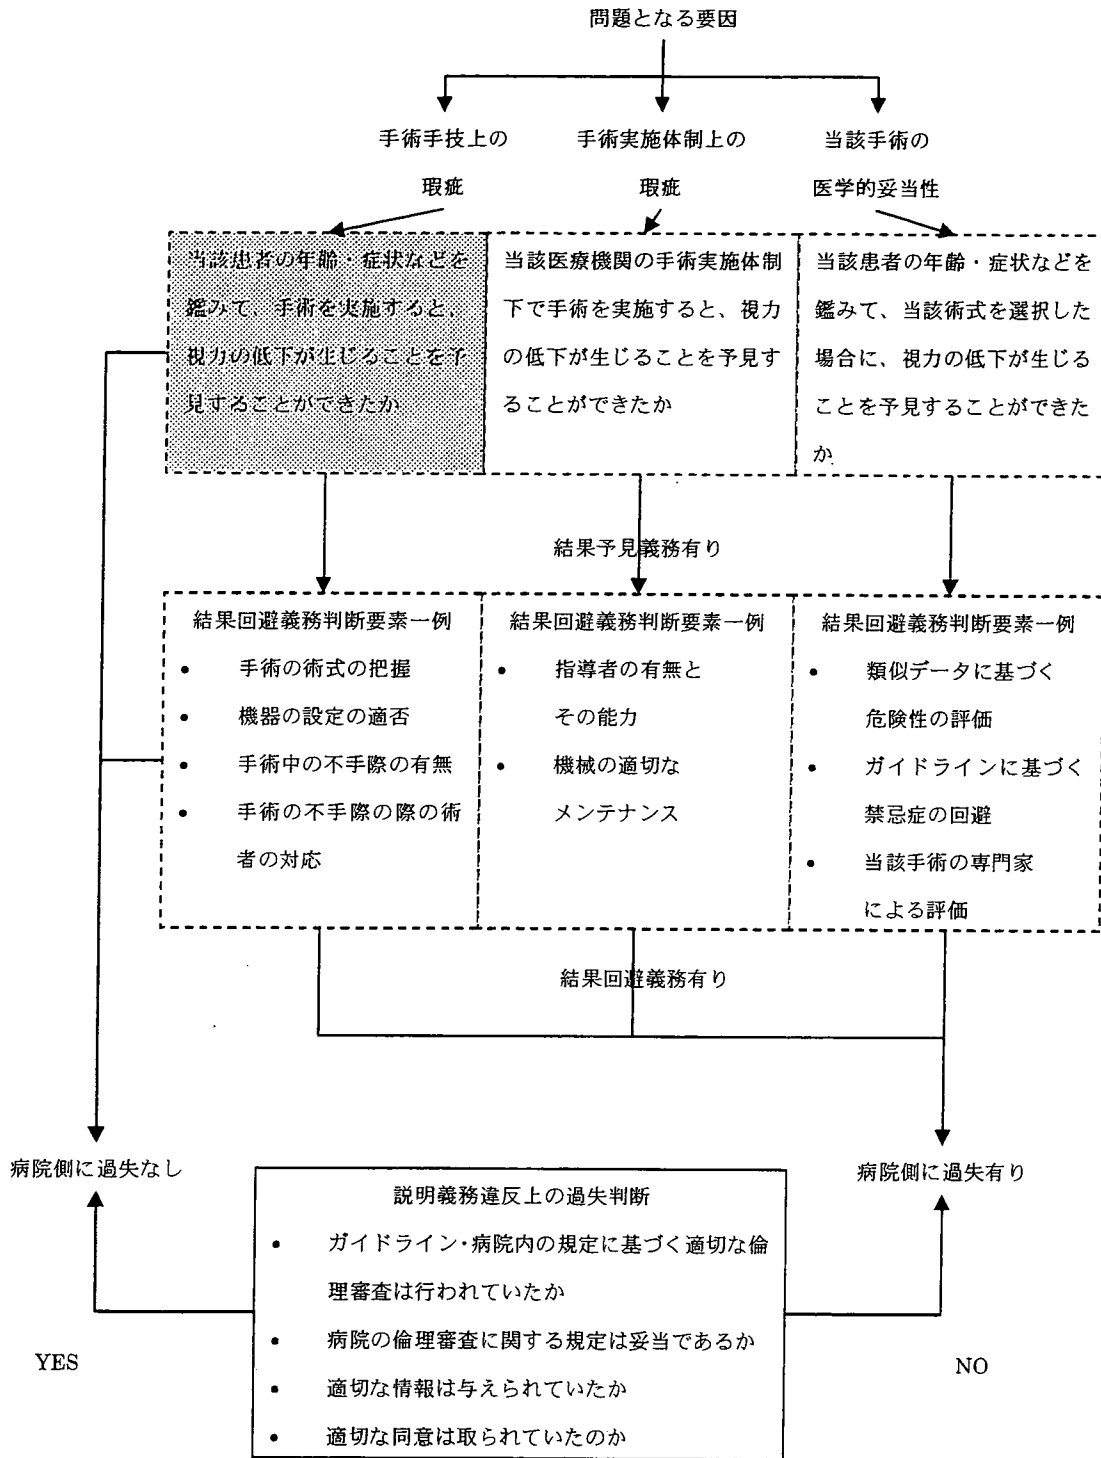 問題となる要因
手術手技上の
瑕疵
手術実施体制上の
瑕疵
当該手術の
医学的妥当性
当該患者の年齢・症状などを
鑑みて、手術を実施すると、
視力の低下が生じることを予
見することができたか
当該医療機関の手術実施体制
下で手術を実施すると、視力
の低下が生じることを予見す
ることができたか
当該患者の年齢・症状などを
鑑みて、当該術式を選択した
場合に、視力の低下が生じる
ことを予見することができた
か
結果予見義務有り
結果回避義務判断要素一例
• 手術の術式の把握
• 機器の設定の適否
• 手術中の不手際の有無
• 手術の不手際の際の術
者の対応
結果回避義務判断要素一例
• 指導者の有無と
その能力
• 機械の適切な
メンテナンス
結果回避義務判断要素一例
• 類似データに基づく
危険性の評価
• ガイドラインに基づく
禁忌症の回避
• 当該手術の専門家
による評価
結果回避義務有り
病院側に過失なし
病院側に過失有り
説明義務違反上の過失判断
• ガイドライン・病院内の規定に基づく適切な倫
理審査は行われていたか
• 病院の倫理審査に関する規定は妥当であるか
• 適切な情報は与えられていたか
• 適切な同意は取られていたのか
YES
NO